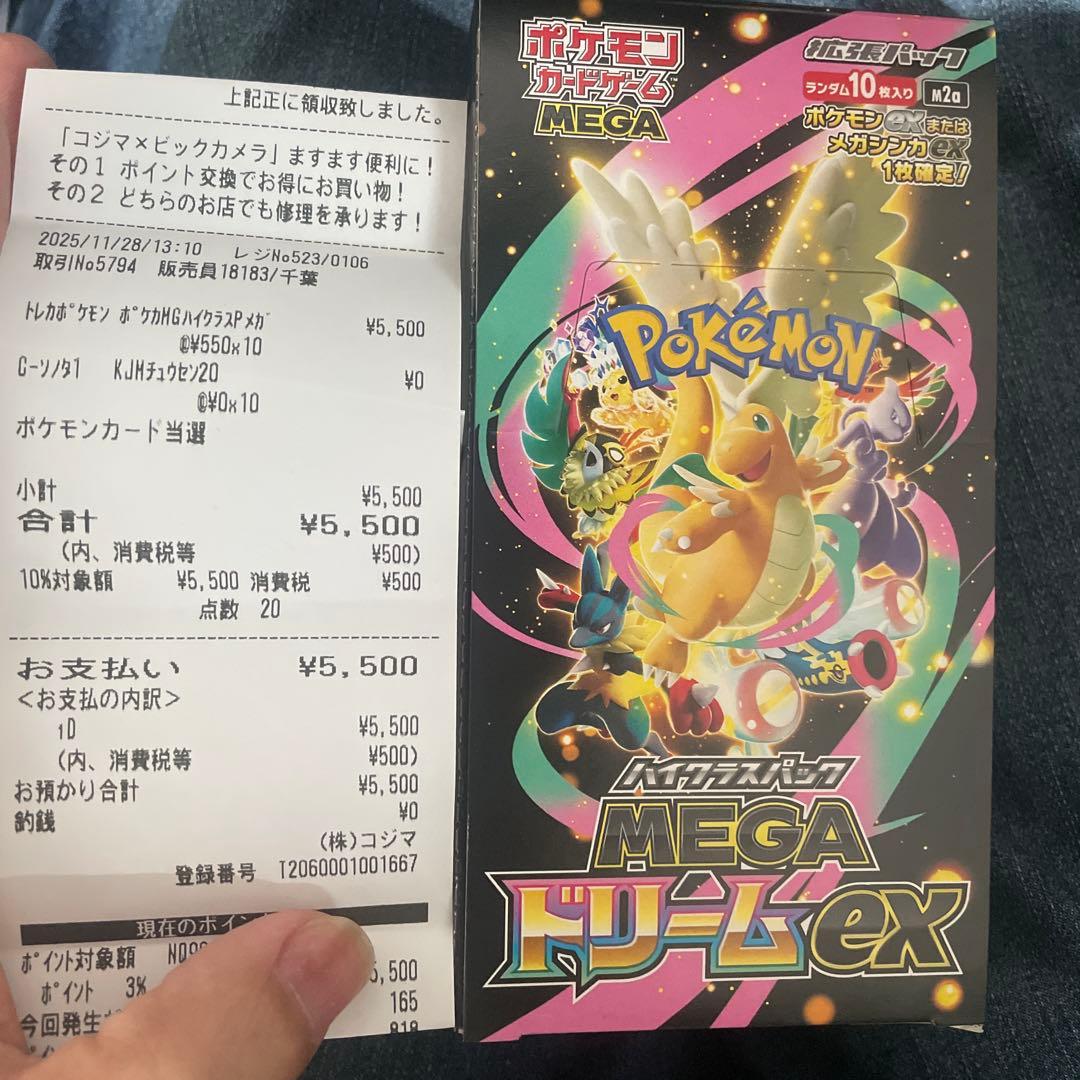 上記正に領収致しました。
「コジマ×ビックカメラ」ますます便利に！
その１ ポイント交換でお得にお買い物！
その２ どちらのお店でも修理を承ります！
2025/11/28/13:10 レジNo523/0106
取引No5794 販売員18183/千葉
ﾄﾚｶﾎﾟｹﾓﾝ ﾎﾟｹｶMGﾊｲｸﾗｽPﾒｶﾞ ¥5,500
@¥550x10
C-ｿﾉﾀ1 KJMﾁｭｳｾﾝ20 ¥0
@¥0x10
ポケモンカード当選
小計 ¥5,500
合計 ¥5,500
(内、消費税等 ¥500)
10%対象額 ¥5,500 消費税 ¥500
点数 20
お支払い ¥5,500
<お支払の内訳>
iD ¥5,500
(内、消費税等 ¥500)
お預かり合計 ¥5,500
釣銭 ¥0
(株)コジマ
登録番号 T2060001001667
現在のポイン
ﾎﾟｲﾝﾄ対象額 5,500
ﾎﾟｲﾝﾄ 3% 165
今回発生
ポケモン
カードゲーム
MEGA
拡張パック
ランダム10枚入り M2a
ポケモンexまたは
メガシンカex
1枚確定！
POKéMON
ハイクラスパック
MEGA
ドリームex